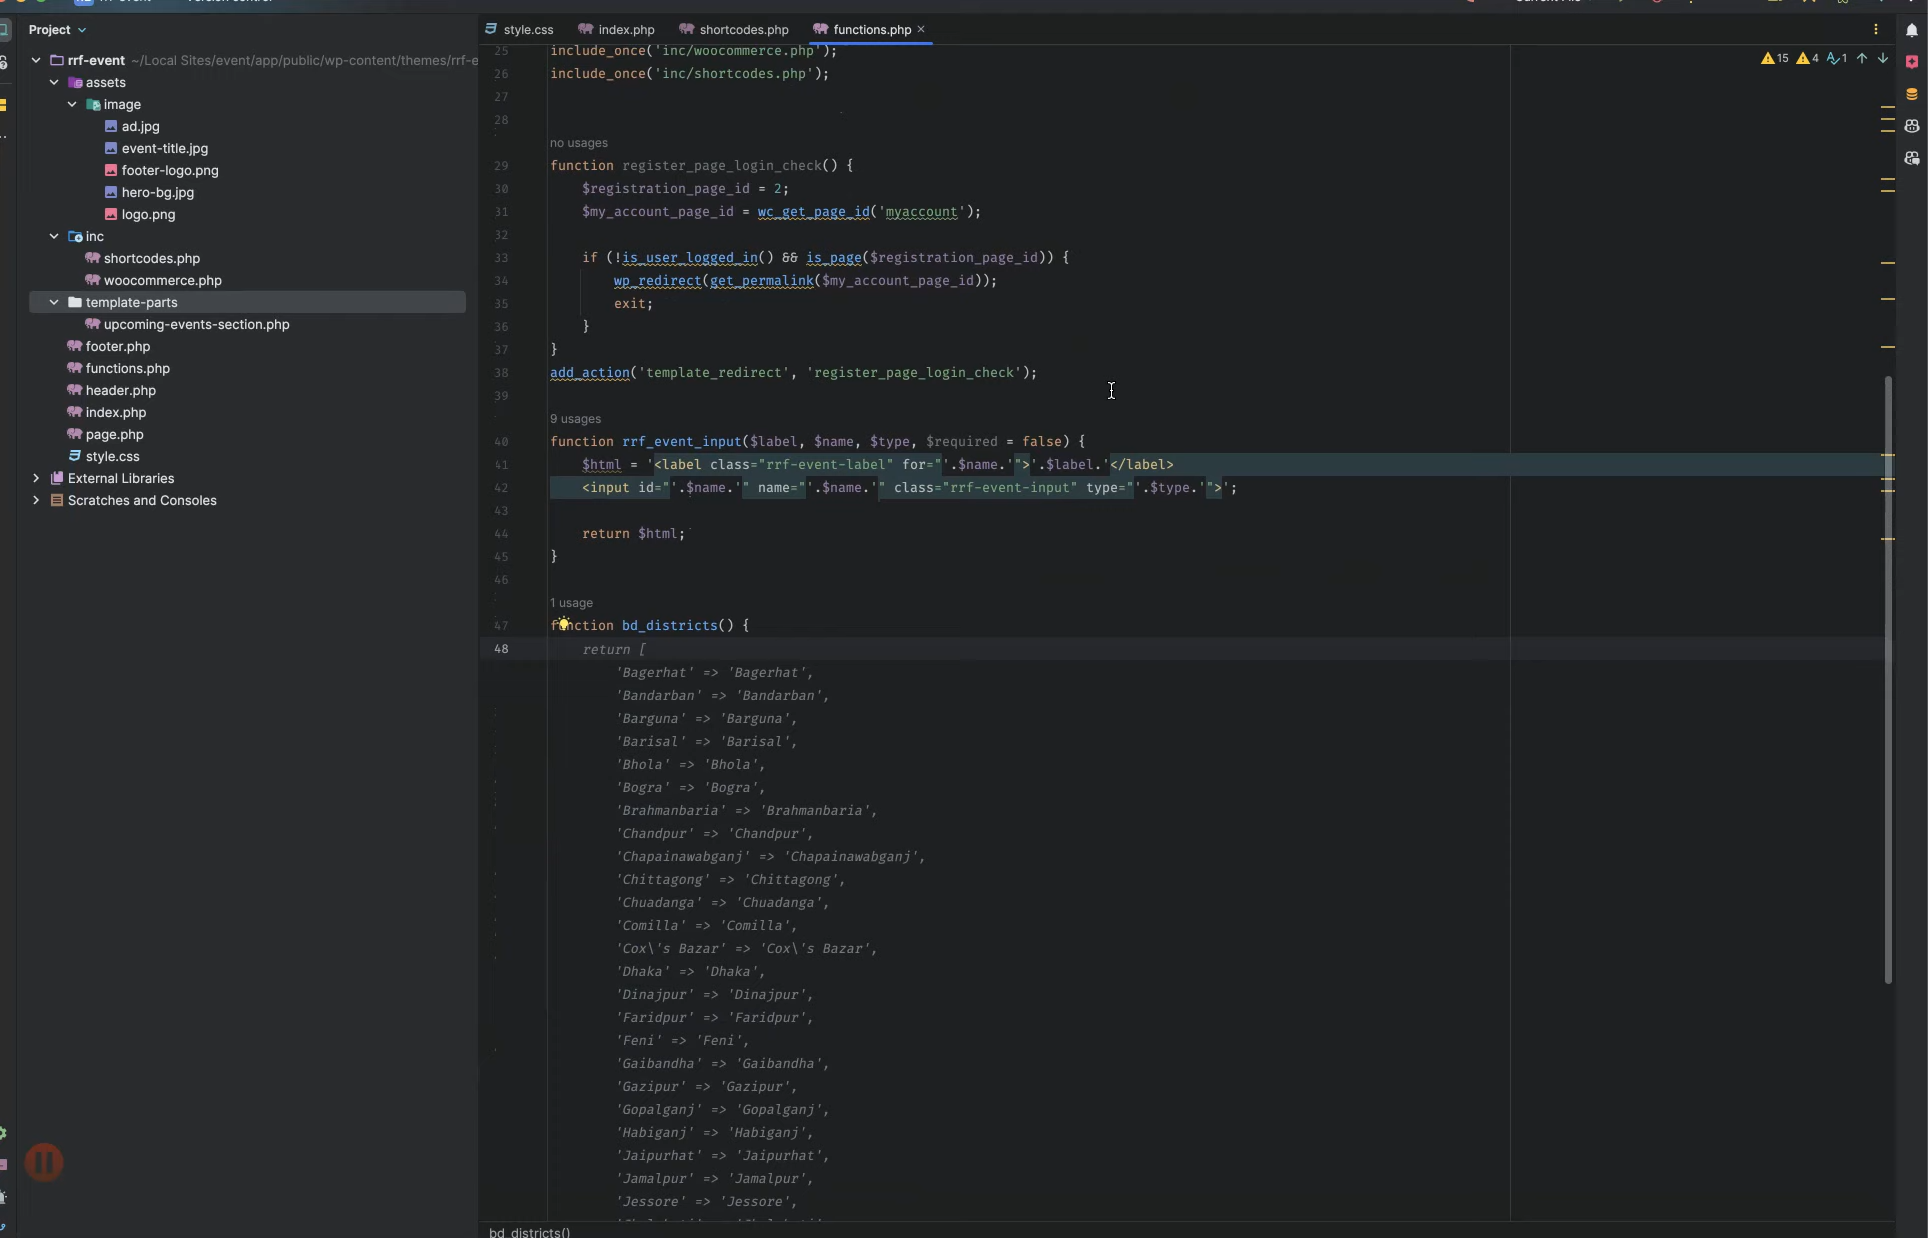 Project
rrf-event ~/Local Sites/event/app/public/wp-content/themes/rrf-e
assets
image
ad.jpg
event-title.jpg
footer-logo.png
hero-bg.jpg
logo.png
inc
shortcodes.php
woocommerce.php
template-parts
upcoming-events-section.php
footer.php
functions.php
header.php
index.php
page.php
style.css
External Libraries
Scratches and Consoles
style.css index.php shortcodes.php functions.php
15 4 1
25 include_once('inc/woocommerce.php');
26 include_once('inc/shortcodes.php');
27
28
no usages
29 function register_page_login_check() {
30 $registration_page_id = 2;
31 $my_account_page_id = wc_get_page_id('myaccount');
32
33 if (!is_user_logged_in() && is_page($registration_page_id)) {
34 wp_redirect(get_permalink($my_account_page_id));
35 exit;
36 }
37 }
38 add_action('template_redirect', 'register_page_login_check');
39
9 usages
40 function rrf_event_input($label, $name, $type, $required = false) {
41 $html = '<label class="rrf-event-label" for="'.$name.'">'.$label.'</label>
42 <input id="'.$name.'" name="'.$name.'" class="rrf-event-input" type="'.$type.'">';
43
44 return $html;
45 }
46
1 usage
47 function bd_districts() {
48 return [
'Bagerhat' => 'Bagerhat',
'Bandarban' => 'Bandarban',
'Barguna' => 'Barguna',
'Barisal' => 'Barisal',
'Bhola' => 'Bhola',
'Bogra' => 'Bogra',
'Brahmanbaria' => 'Brahmanbaria',
'Chandpur' => 'Chandpur',
'Chapainawabganj' => 'Chapainawabganj',
'Chittagong' => 'Chittagong',
'Chuadanga' => 'Chuadanga',
'Comilla' => 'Comilla',
'Cox\'s Bazar' => 'Cox\'s Bazar',
'Dhaka' => 'Dhaka',
'Dinajpur' => 'Dinajpur',
'Faridpur' => 'Faridpur',
'Feni' => 'Feni',
'Gaibandha' => 'Gaibandha',
'Gazipur' => 'Gazipur',
'Gopalganj' => 'Gopalganj',
'Habiganj' => 'Habiganj',
'Jaipurhat' => 'Jaipurhat',
'Jamalpur' => 'Jamalpur',
'Jessore' => 'Jessore',
bd_districts()